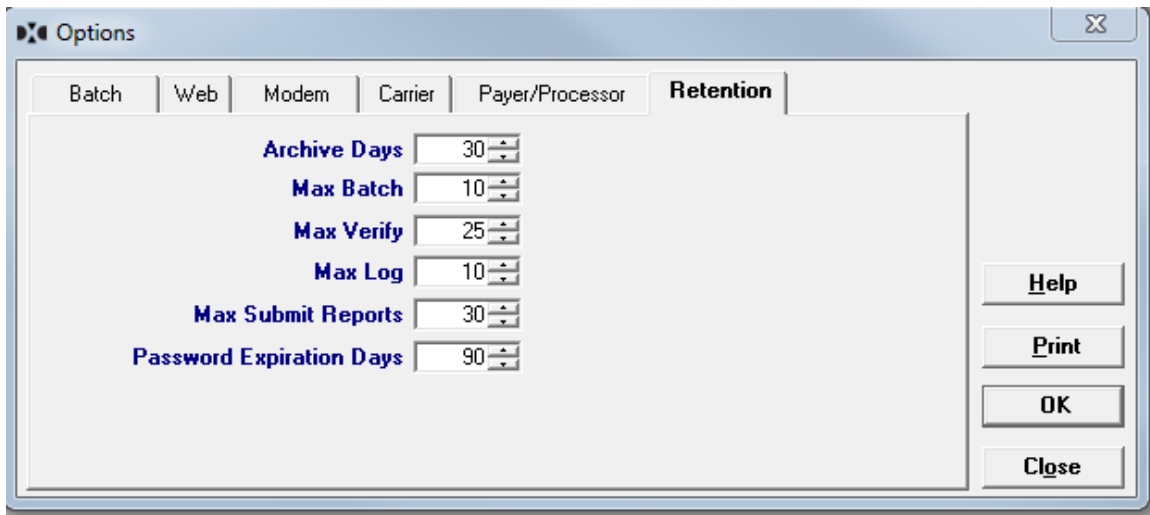 Options
Batch Web Modem Carrier Payer/Processor Retention
Archive Days 30
Max Batch 10
Max Verify 25
Max Log 10
Max Submit Reports 30
Password Expiration Days 90
Help
Print
OK
Close